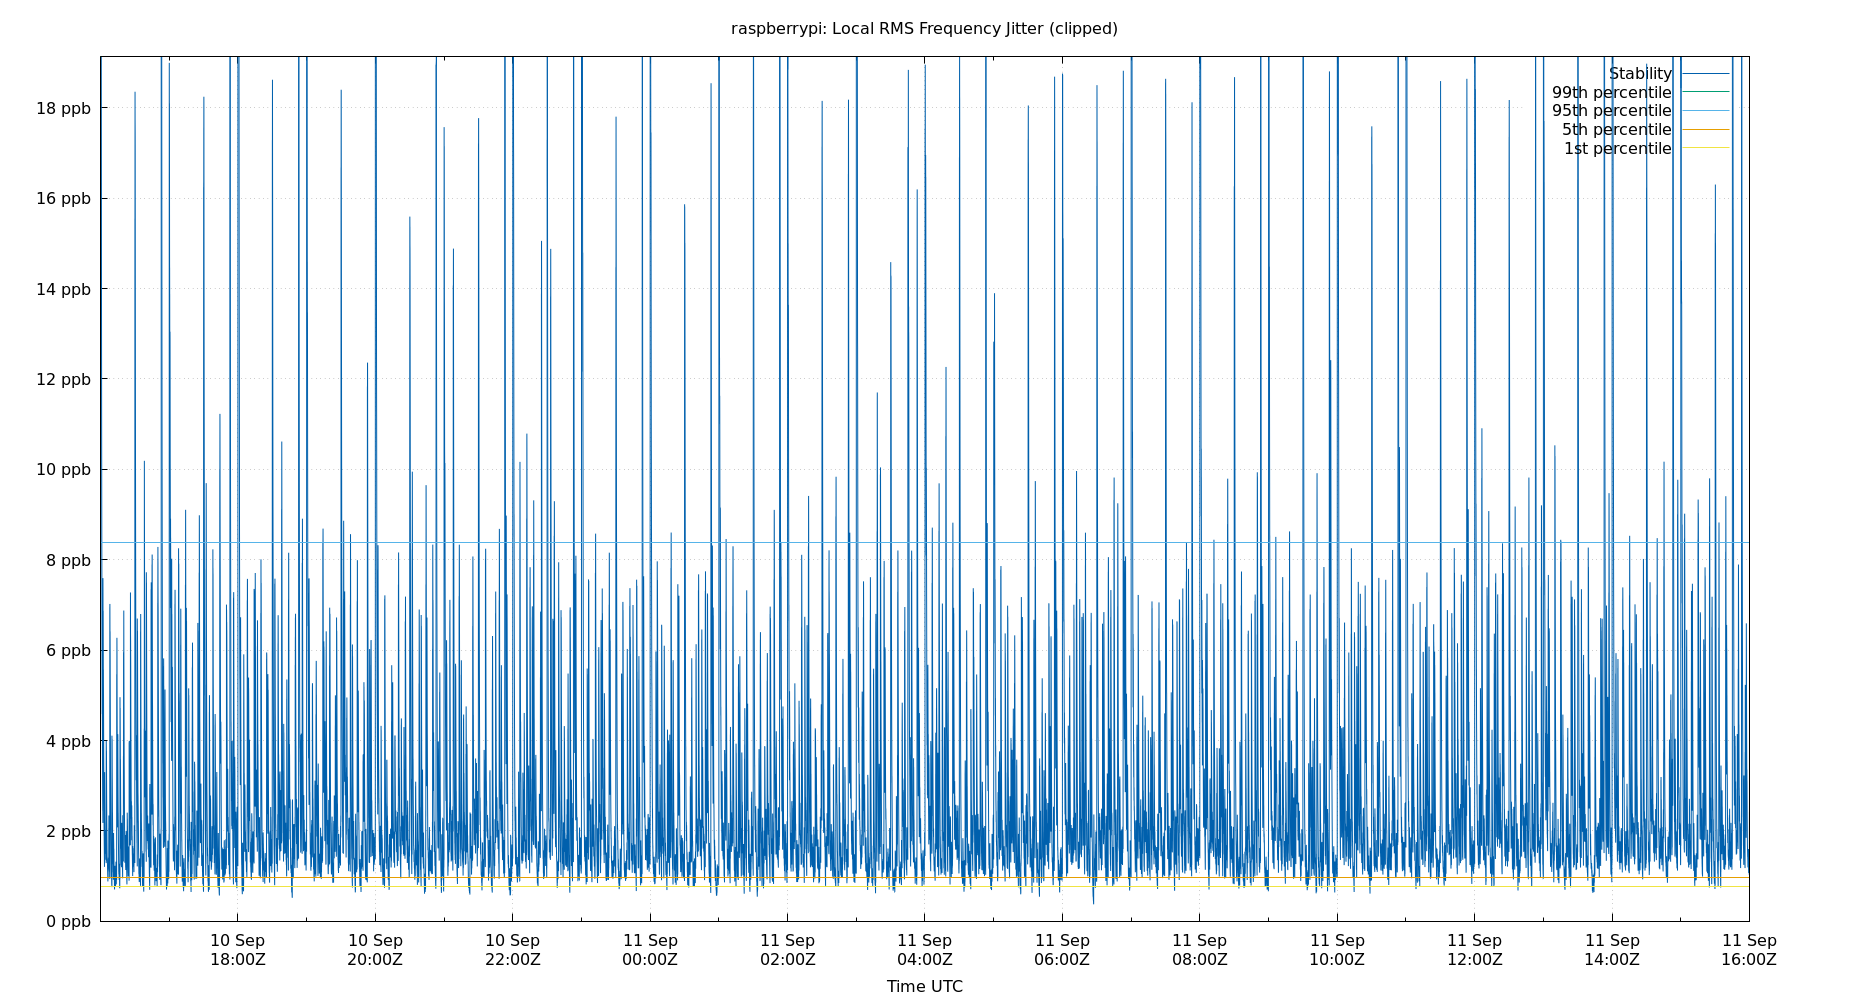 raspberrypi: Local RMS Frequency Jitter (clipped)
Stability
99th percentile
95th percentile
5th percentile
1st percentile
18 ppb
16 ppb
14 ppb
12 ppb
10 ppb
8 ppb
6 ppb
4 ppb
2 ppb
0 ppb
10 Sep 10 Sep 10 Sep 11 Sep 11 Sep 11 Sep 11 Sep 11 Sep 11 Sep 11 Sep 11 Sep 11 Sep
18:00Z 20:00Z 22:00Z 00:00Z 02:00Z 04:00Z 06:00Z 08:00Z 10:00Z 12:00Z 14:00Z 16:00Z
Time UTC